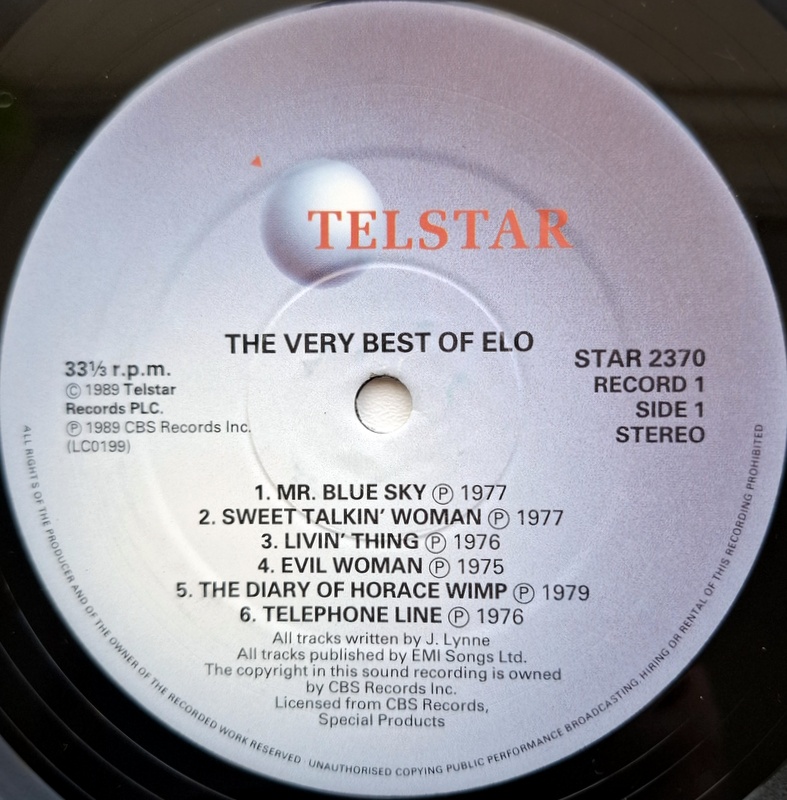 TELSTAR
THE VERY BEST OF ELO
33⅓ r.p.m.
© 1989 Telstar
Records PLC.
Ⓟ 1989 CBS Records Inc.
(LC0199)
STAR 2370
RECORD 1
SIDE 1
STEREO
1. MR. BLUE SKY Ⓟ 1977
2. SWEET TALKIN' WOMAN Ⓟ 1977
3. LIVIN' THING Ⓟ 1976
4. EVIL WOMAN Ⓟ 1975
5. THE DIARY OF HORACE WIMP Ⓟ 1979
6. TELEPHONE LINE Ⓟ 1976
All tracks written by J. Lynne
All tracks published by EMI Songs Ltd.
The copyright in this sound recording is owned
by CBS Records Inc.
Licensed from CBS Records,
Special Products
ALL RIGHTS OF THE PRODUCER AND OF THE OWNER OF THE RECORDED WORK RESERVED · UNAUTHORISED COPYING PUBLIC PERFORMANCE BROADCASTING, HIRING OR RENTAL OF THIS RECORDING PROHIBITED